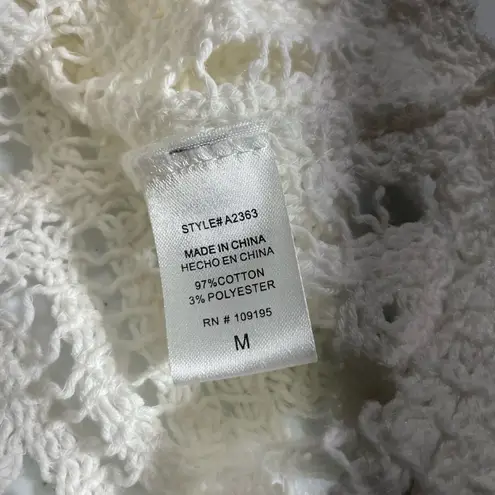 STYLE# A2363
MADE IN CHINA
HECHO EN CHINA
97%COTTON
3% POLYESTER
RN # 109195
M